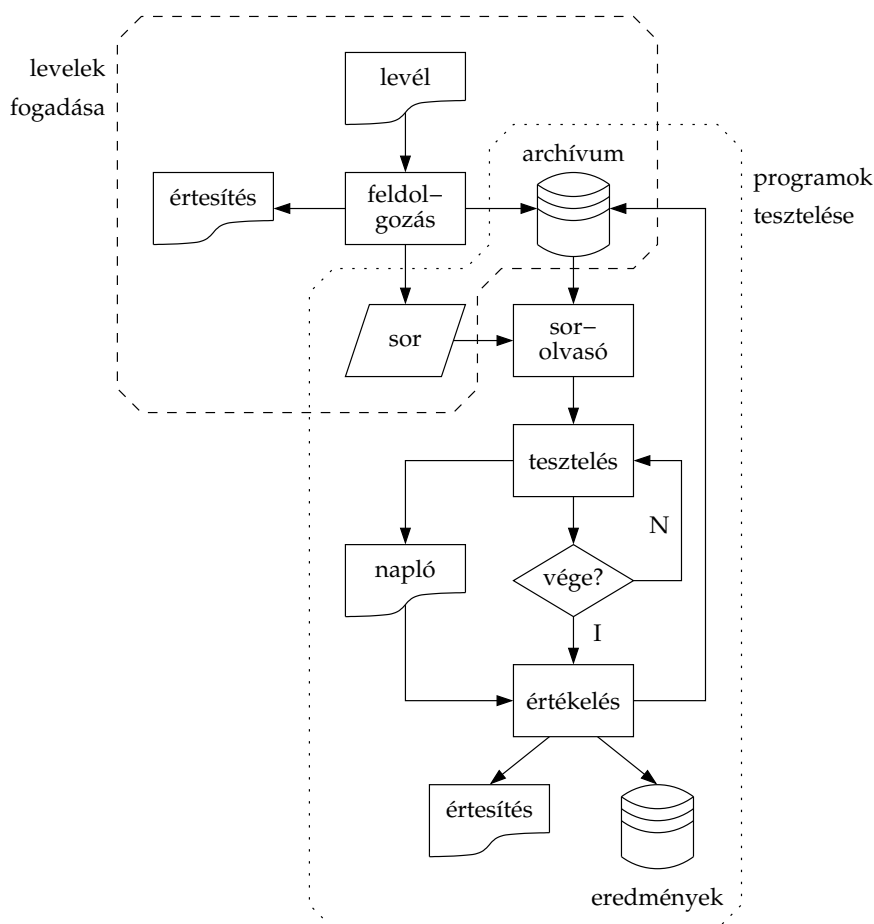 levelek
fogadása
levél
archívum
programok
tesztelése
értesítés
feldol–
gozás
sor
sor–
olvasó
tesztelés
N
napló
vége?
I
értékelés
értesítés
eredmények